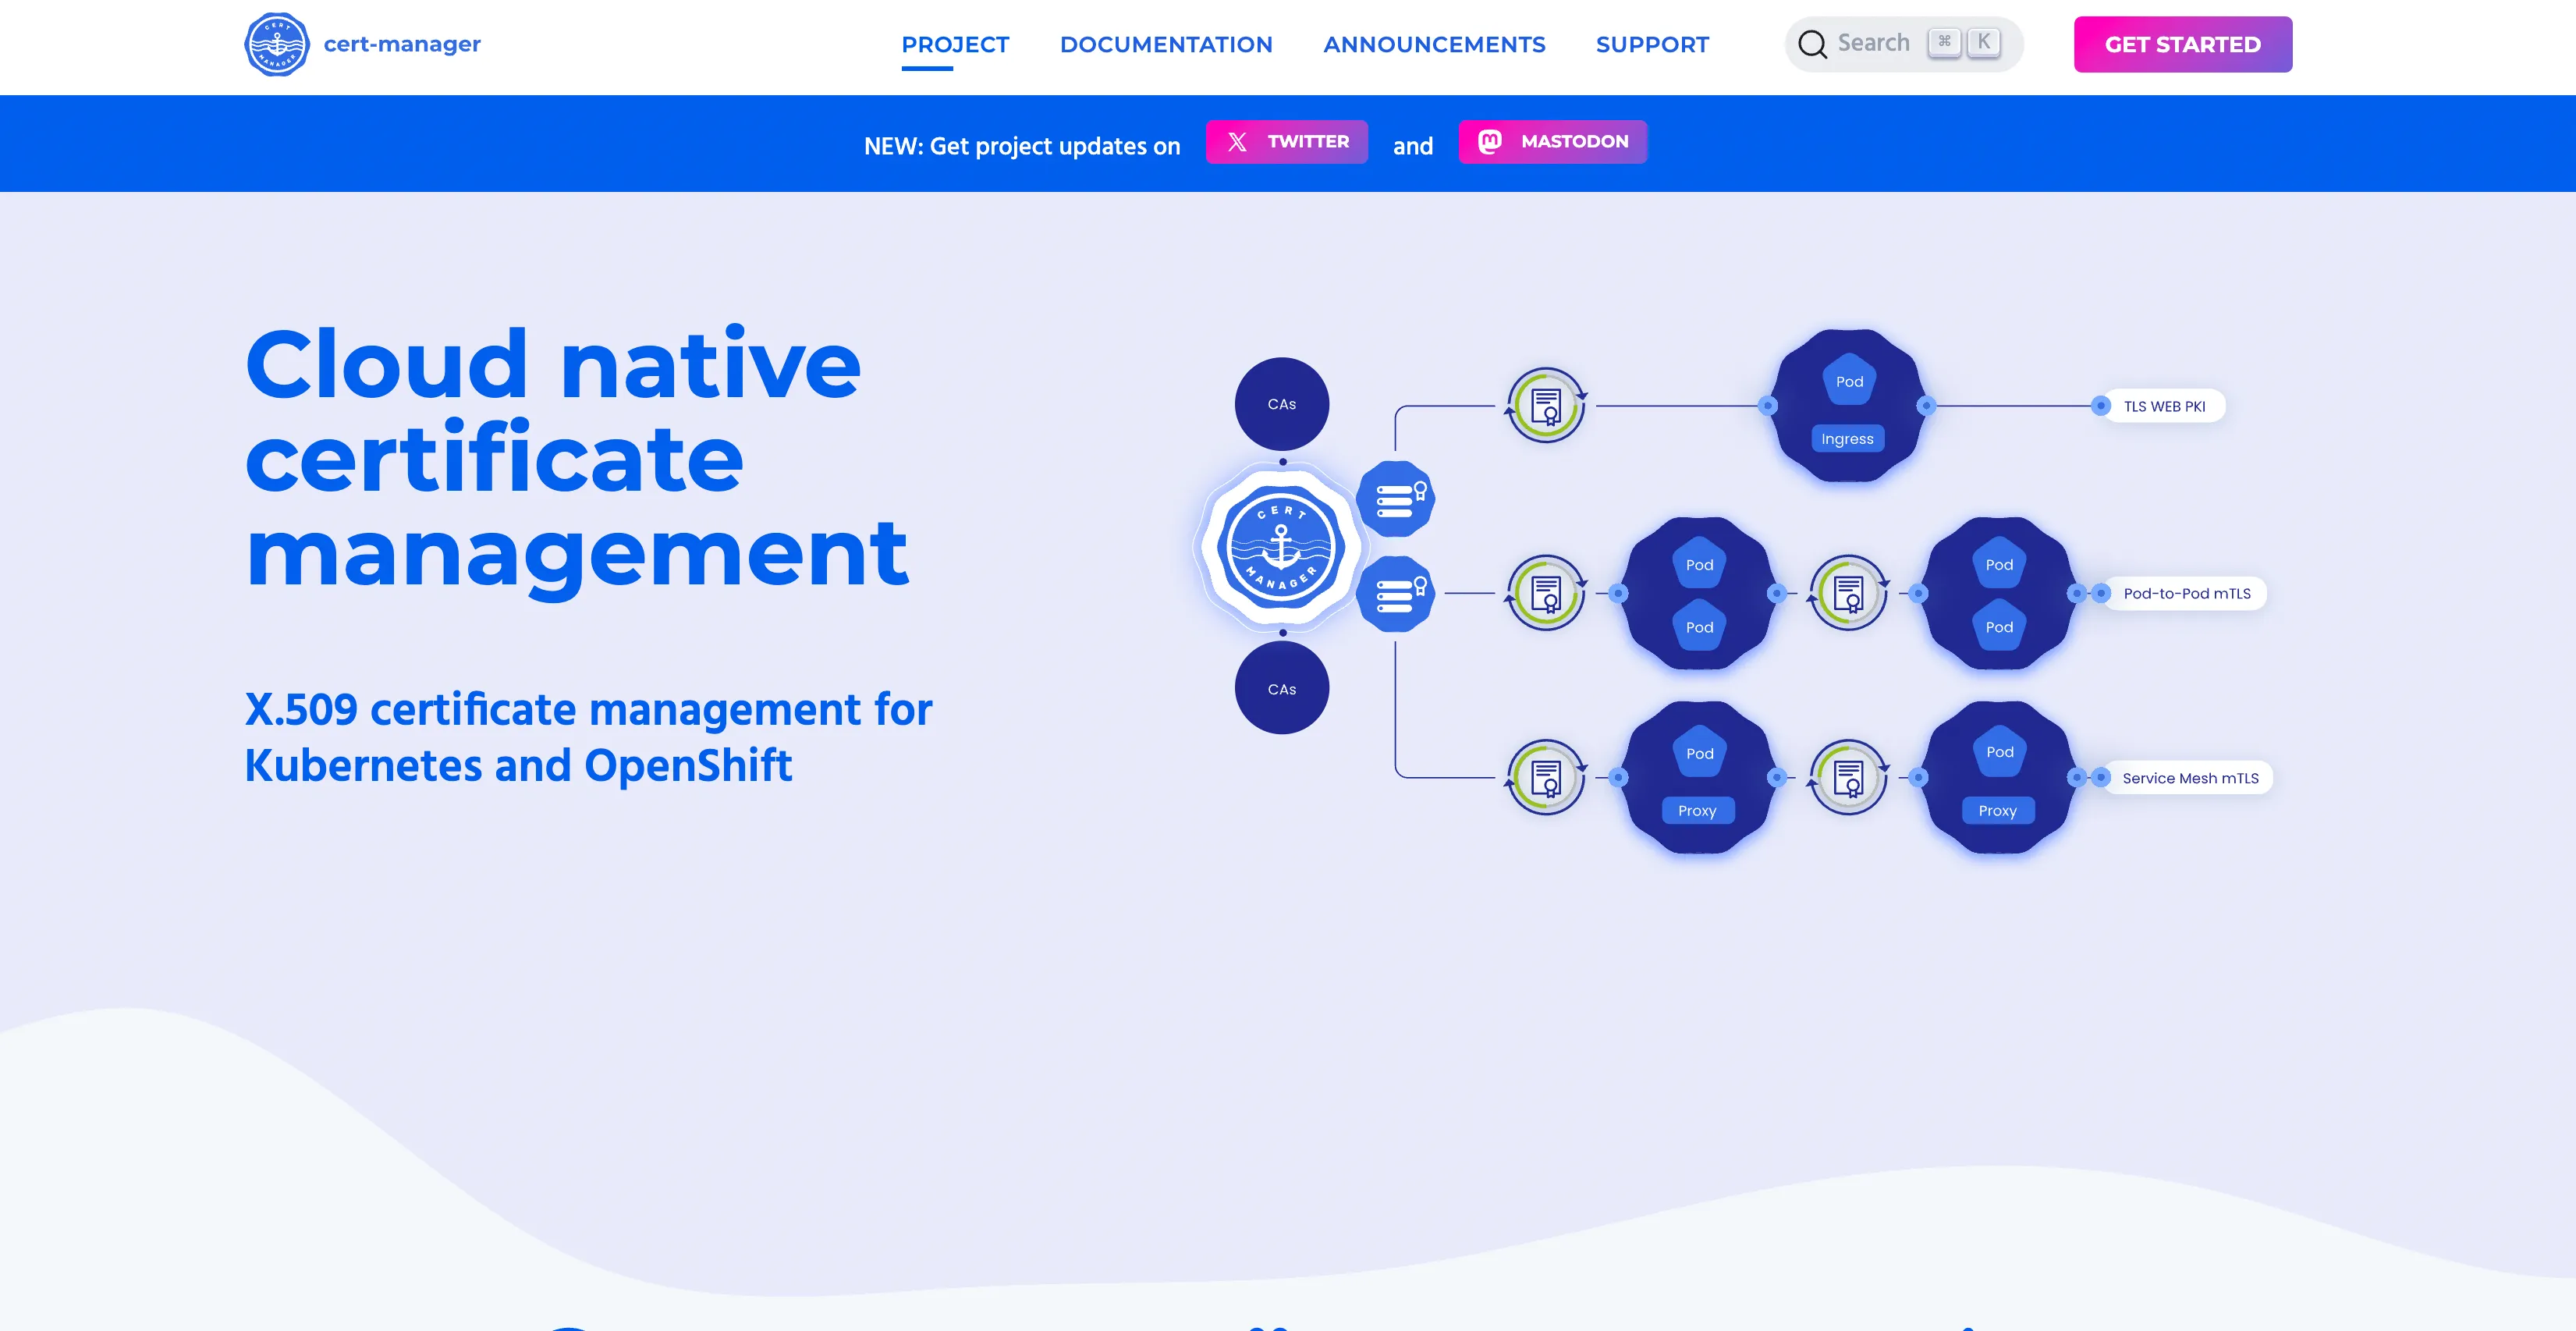 CERT
MANAGER
cert-manager
PROJECT
DOCUMENTATION
ANNOUNCEMENTS
SUPPORT
Search ⌘ K
GET STARTED
NEW: Get project updates on
TWITTER
and
MASTODON
Cloud native
certificate
management
X.509 certificate management for
Kubernetes and OpenShift
CAs
CERT
MANAGER
CAs
Pod
Ingress
TLS WEB PKI
Pod
Pod
Pod
Pod
Pod-to-Pod mTLS
Pod
Proxy
Pod
Proxy
Service Mesh mTLS